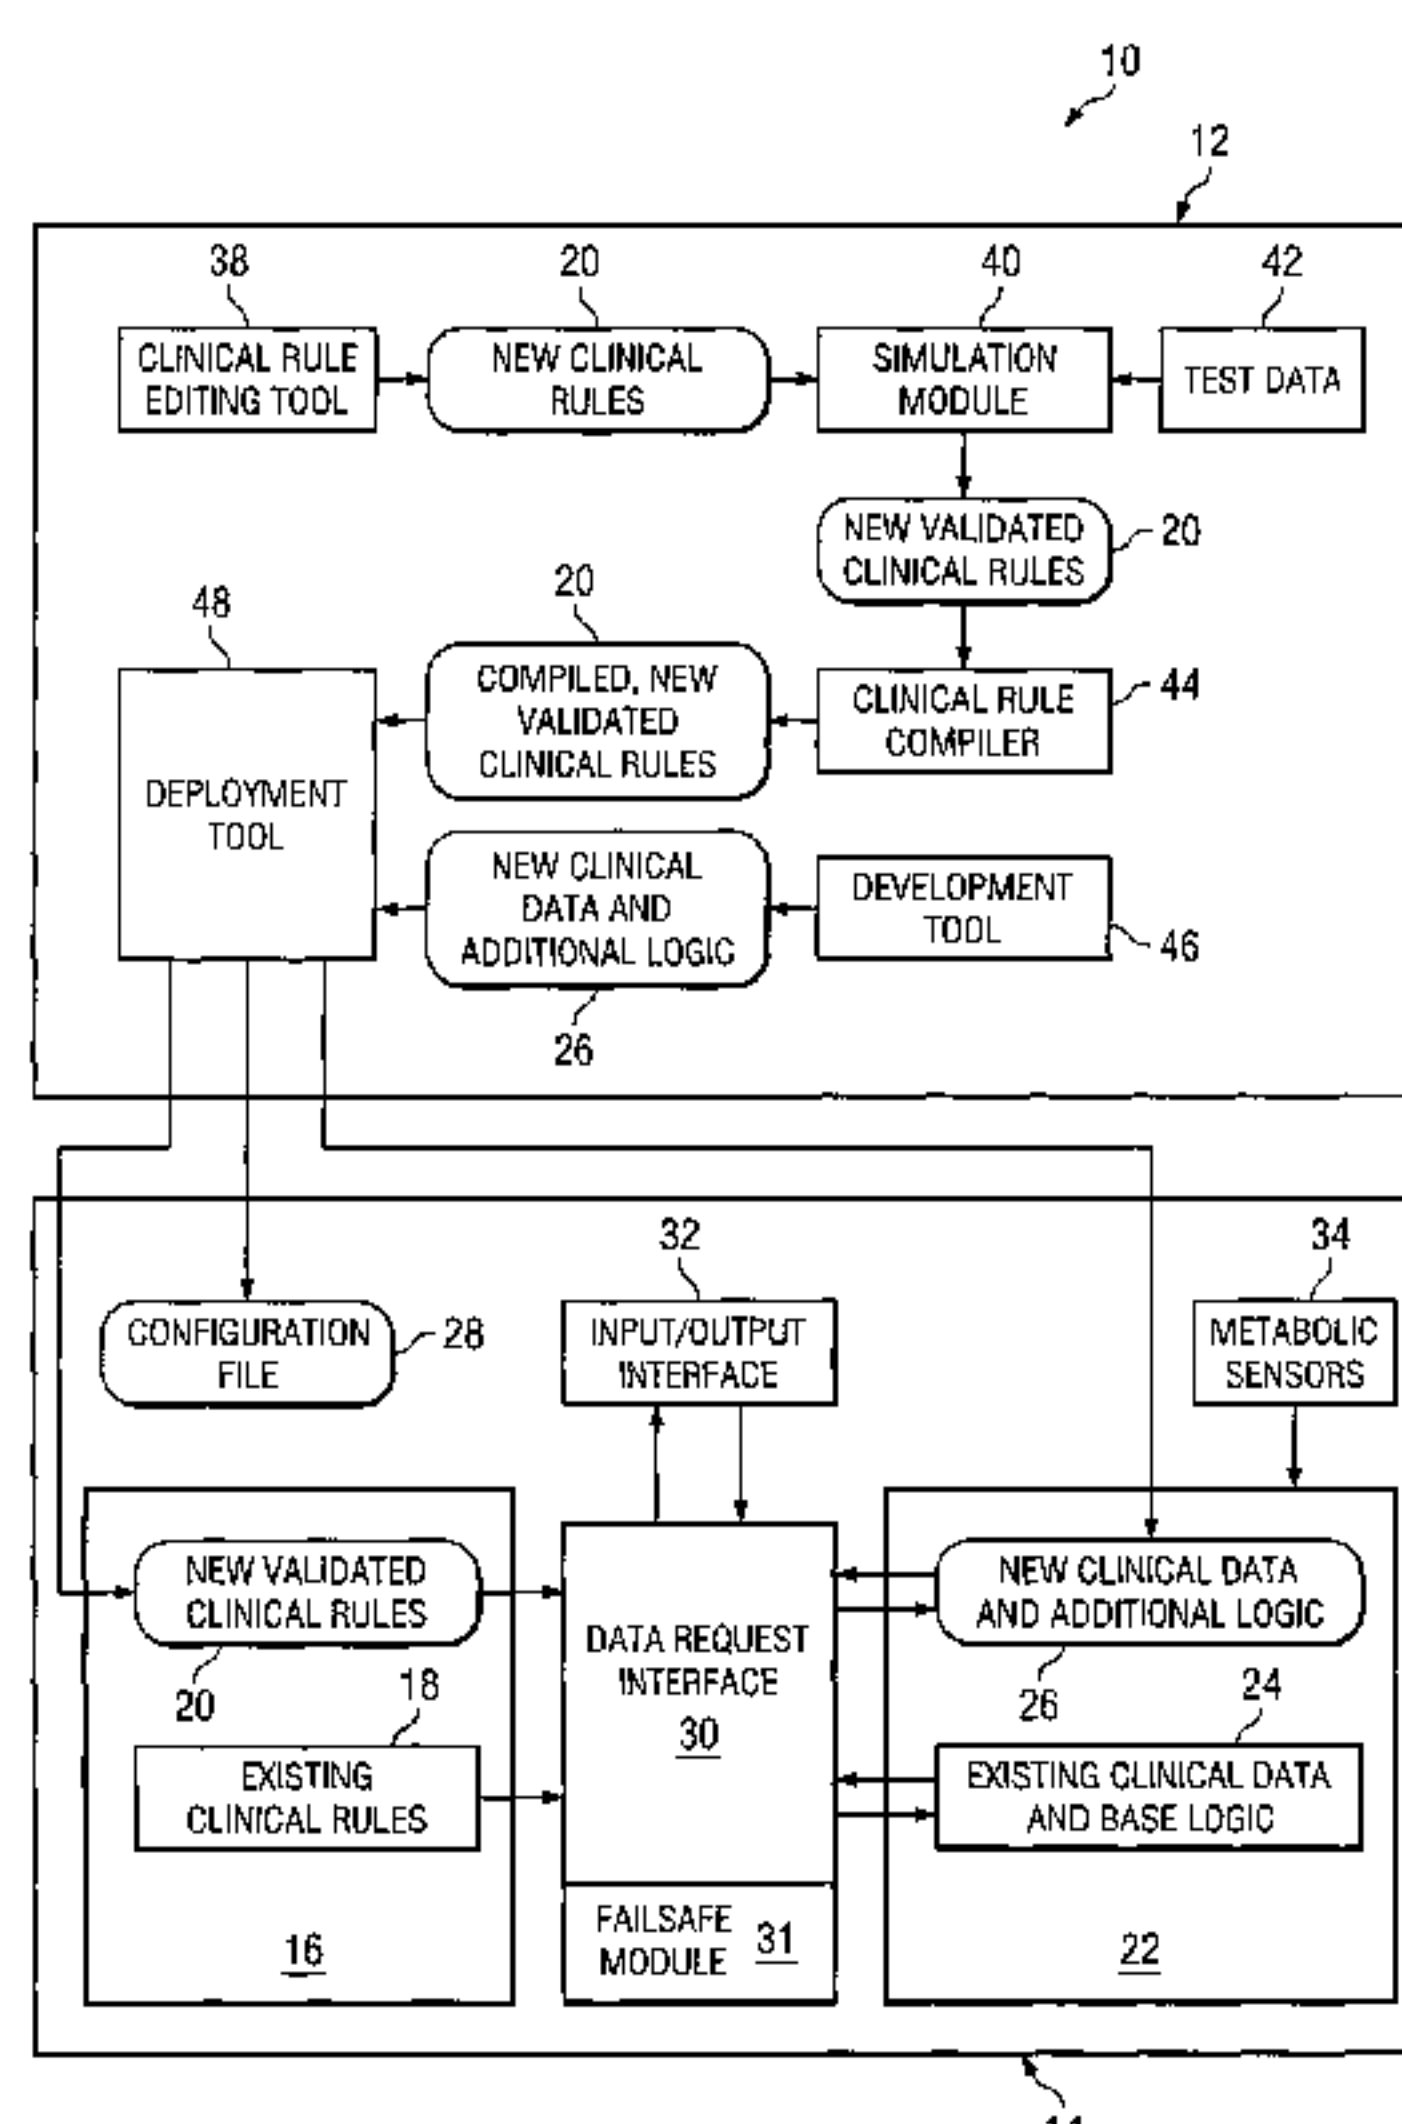 10
12
38
20
40
42
CLINICAL RULE
EDITING TOOL
NEW CLINICAL
RULES
SIMULATION
MODULE
TEST DATA
NEW VALIDATED
CLINICAL RULES
20
48
20
COMPILED, NEW
VALIDATED
CLINICAL RULES
CLINICAL RULE
COMPILER
44
DEPLOYMENT
TOOL
NEW CLINICAL
DATA AND
ADDITIONAL LOGIC
DEVELOPMENT
TOOL
46
26
32
34
CONFIGURATION
FILE
28
INPUT/OUTPUT
INTERFACE
METABOLIC
SENSORS
NEW VALIDATED
CLINICAL RULES
20
18
EXISTING
CLINICAL RULES
16
DATA REQUEST
INTERFACE
30
FAILSAFE
MODULE
31
NEW CLINICAL DATA
AND ADDITIONAL LOGIC
26
24
EXISTING CLINICAL DATA
AND BASE LOGIC
22